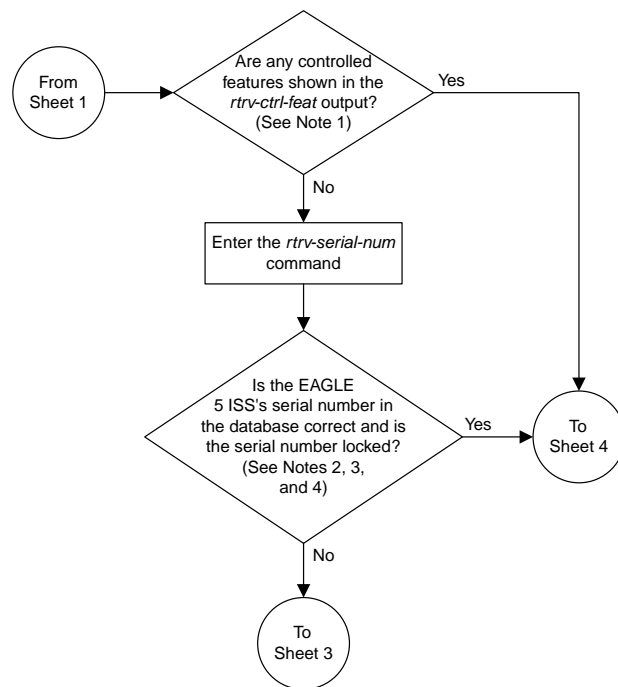 From
Sheet 1
Are any controlled
features shown in the
rtrv-ctrl-feat output?
(See Note 1)
Yes
No
Enter the rtrv-serial-num
command
Is the EAGLE
5 ISS's serial number in
the database correct and is
the serial number locked?
(See Notes 2, 3,
and 4)
Yes
To
Sheet 4
No
To
Sheet 3